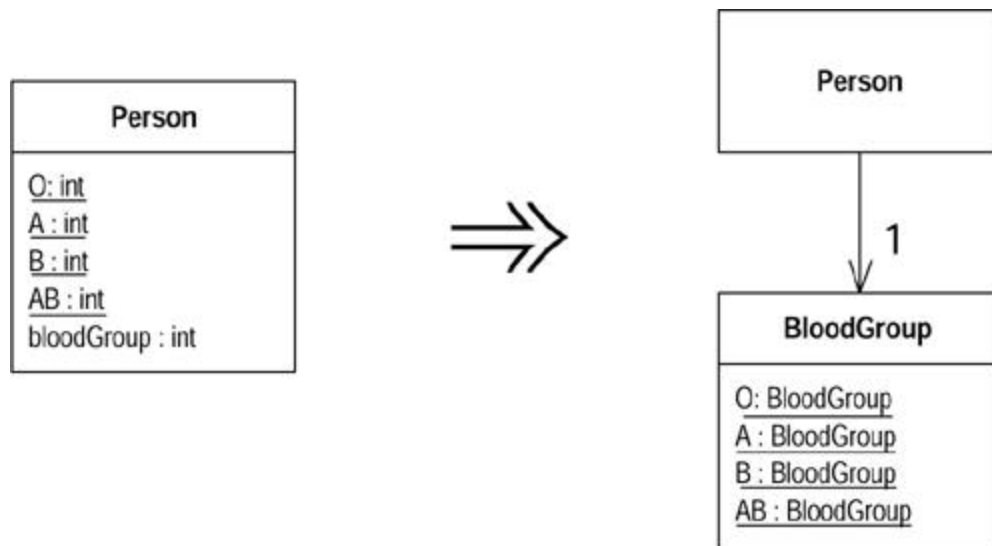 Person
O: int
A : int
B : int
AB : int
bloodGroup : int
Person
1
BloodGroup
O: BloodGroup
A : BloodGroup
B : BloodGroup
AB : BloodGroup